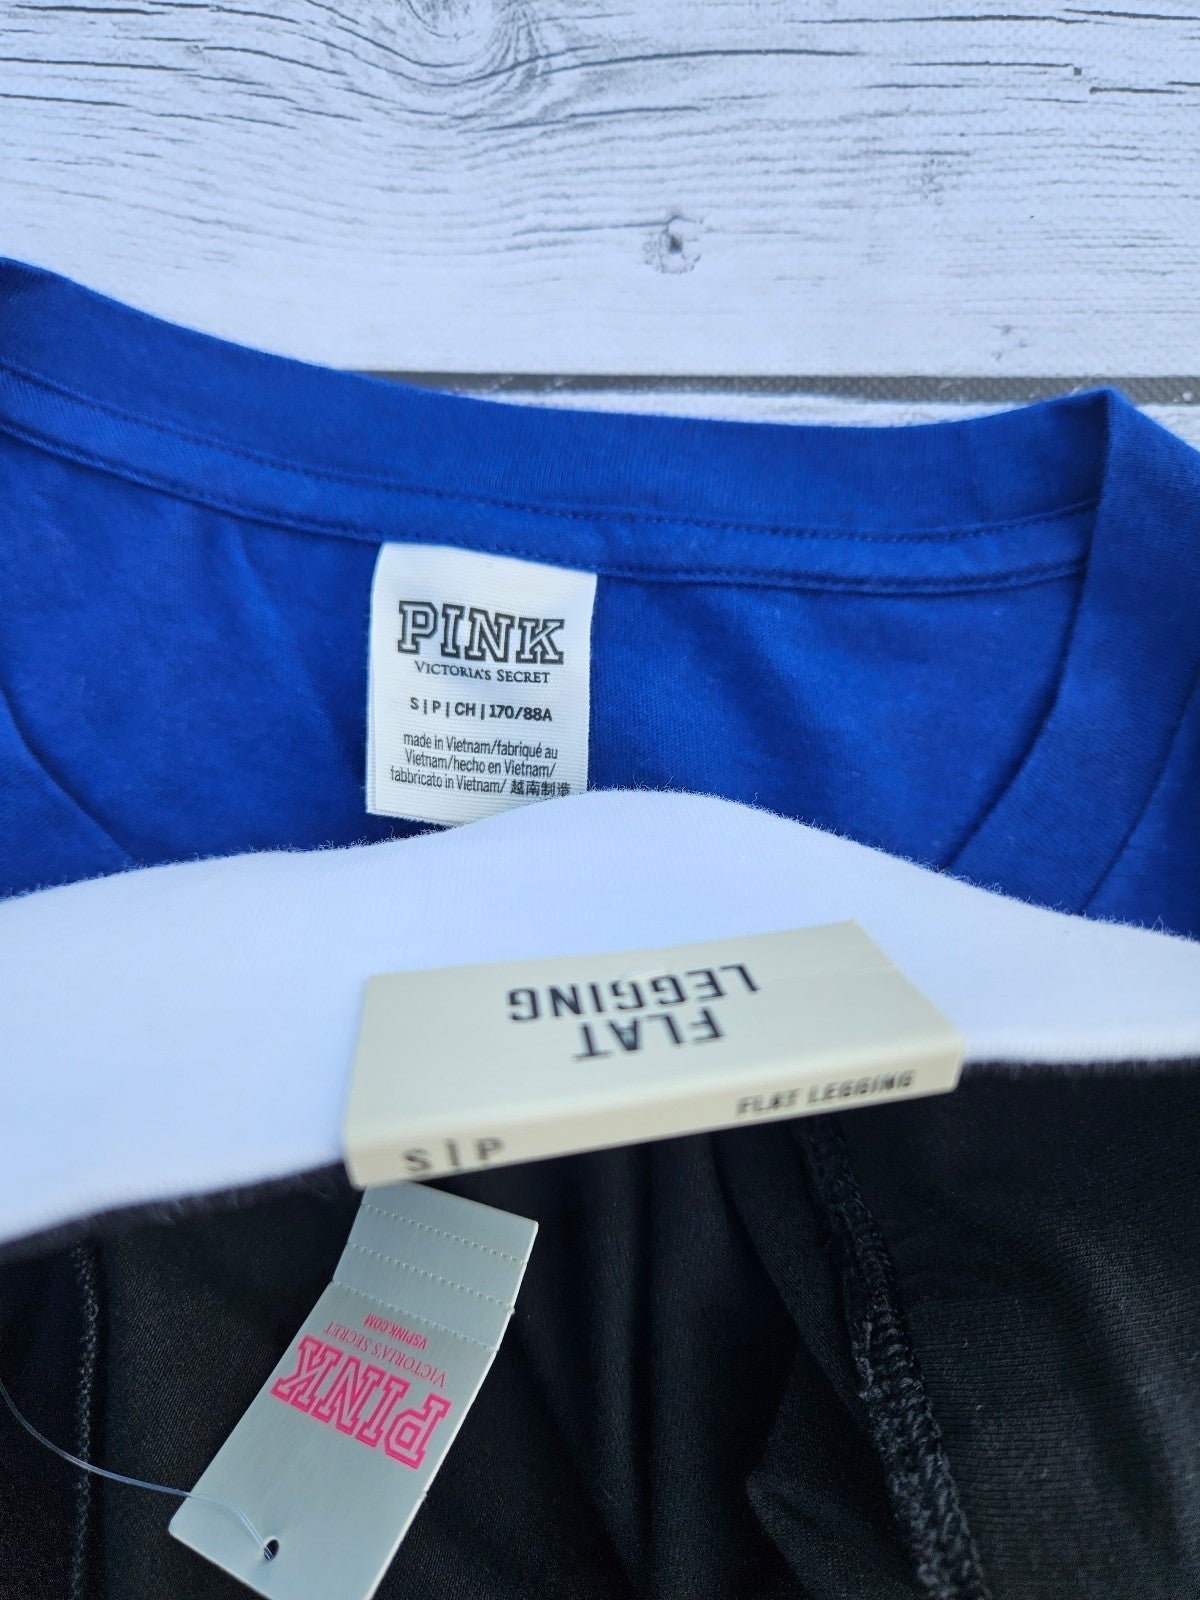 PINK
VICTORIA'S SECRET
S | P | CH | 170/88A
made in Vietnam/fabriqué au
Vietnam/hecho en Vietnam/
fabbricato in Vietnam/ 越南制造
FLAT
LEGGING
FLAT LEGGING
S | P
PINK
VICTORIA'S SECRET
VSPINK.COM